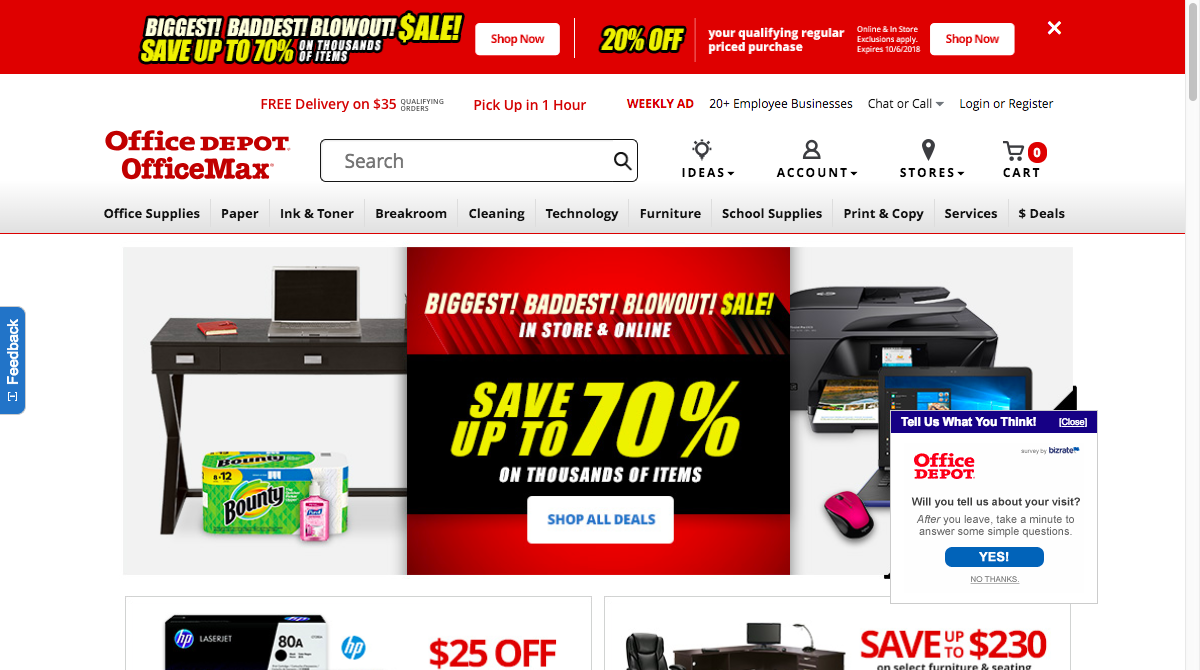 BIGGEST! BADDEST! BLOWOUT! $ALE!
SAVE UP TO 70% ON THOUSANDS OF ITEMS
Shop Now
20% OFF
your qualifying regular
priced purchase
Online & In Store
Exclusions apply.
Expires 10/6/2018
Shop Now
FREE Delivery on $35 QUALIFYING ORDERS
Pick Up in 1 Hour
WEEKLY AD
20+ Employee Businesses
Chat or Call
Login or Register
Office DEPOT
OfficeMax
Search
IDEAS
ACCOUNT
STORES
0
CART
Office Supplies
Paper
Ink & Toner
Breakroom
Cleaning
Technology
Furniture
School Supplies
Print & Copy
Services
$ Deals
Feedback
BIGGEST! BADDEST! BLOWOUT! $ALE!
IN STORE & ONLINE
SAVE
UP TO 70%
ON THOUSANDS OF ITEMS
SHOP ALL DEALS
Bounty
8=12
Bounty
hp
Tell Us What You Think!
[Close]
survey by bizrate
Office
DEPOT
Will you tell us about your visit?
After you leave, take a minute to
answer some simple questions.
YES!
NO THANKS.
hp LASERJET
80A
Black
hp
$25 OFF
SAVE UP TO $230
on select furniture & seating